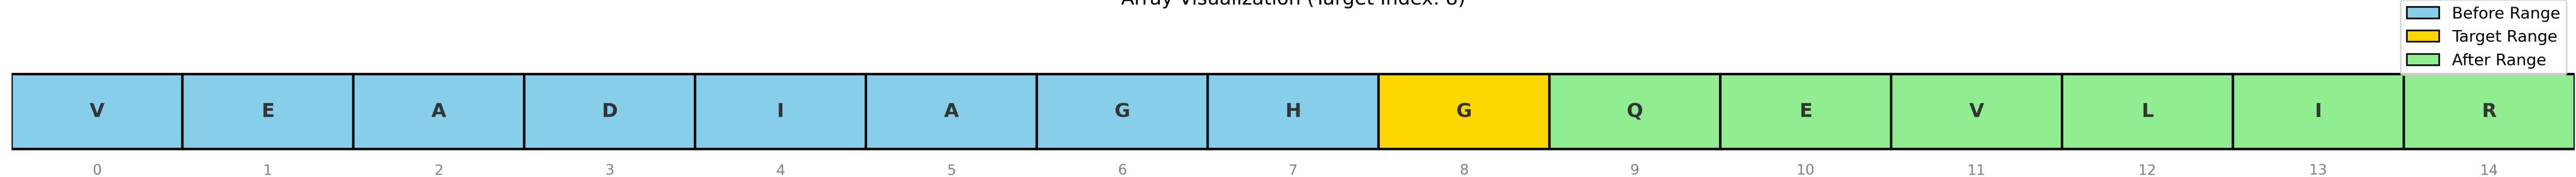 Array Visualization (Target Index: 8)
Before Range
Target Range
After Range
V E A D I A G H G Q E V L I R
0 1 2 3 4 5 6 7 8 9 10 11 12 13 14